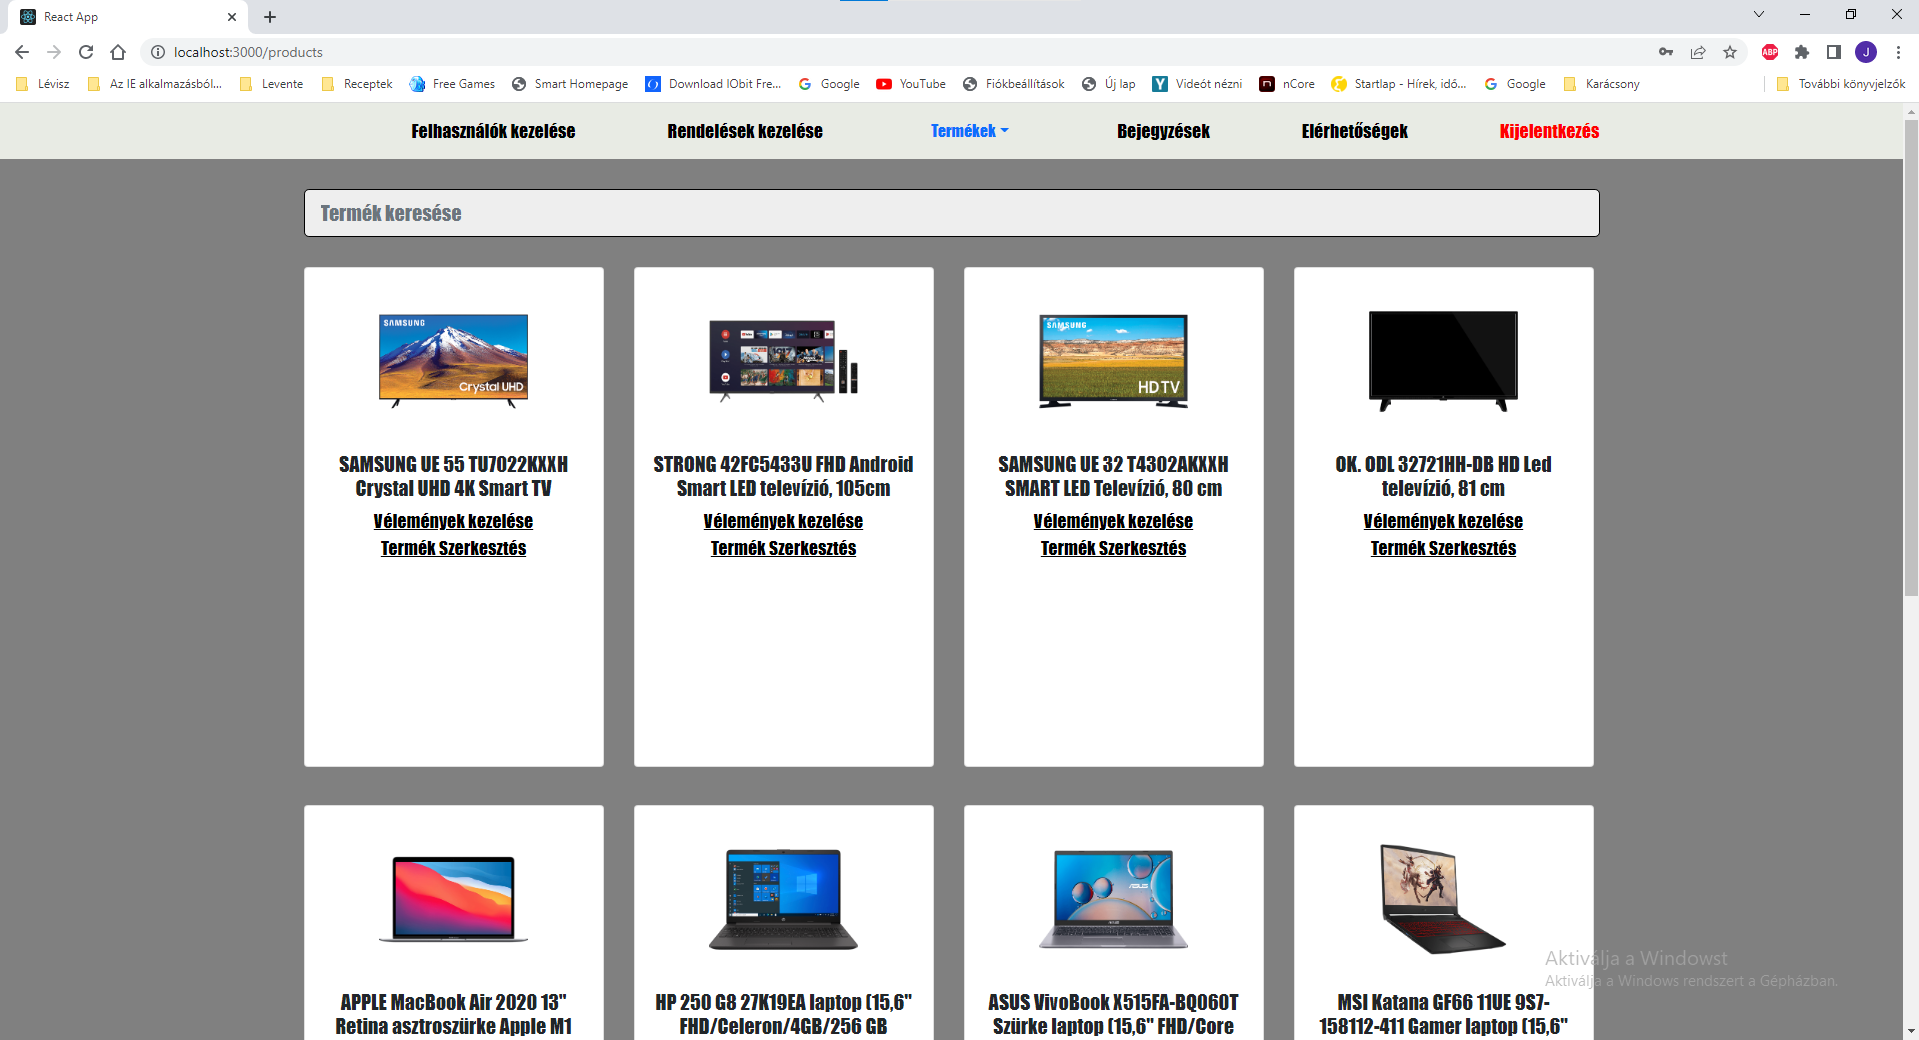 React App
localhost:3000/products
ABP
J
Lévisz
Az IE alkalmazásból...
Levente
Receptek
Free Games
Smart Homepage
Download IObit Fre...
Google
YouTube
Fiókbeállítások
Új lap
Videót nézni
nCore
Startlap - Hírek, idő...
Google
Karácsony
További könyvjelzők
Felhasználók kezelése
Rendelések kezelése
Termékek
Bejegyzések
Elérhetőségek
Kijelentkezés
Termék keresése
SAMSUNG
Crystal UHD
SAMSUNG UE 55 TU7022KXXH
Crystal UHD 4K Smart TV
Vélemények kezelése
Termék Szerkesztés
STRONG 42FC5433U FHD Android
Smart LED televízió, 105cm
Vélemények kezelése
Termék Szerkesztés
SAMSUNG
HD TV
SAMSUNG UE 32 T4302AKXXH
SMART LED Televízió, 80 cm
Vélemények kezelése
Termék Szerkesztés
OK. ODL 32721HH-DB HD Led
televízió, 81 cm
Vélemények kezelése
Termék Szerkesztés
APPLE MacBook Air 2020 13"
Retina asztroszürke Apple M1
HP 250 G8 27K19EA laptop (15,6"
FHD/Celeron/4GB/256 GB
ASUS VivoBook X515FA-BQ060T
Szürke laptop (15,6" FHD/Core
MSI Katana GF66 11UE 9S7-
158112-411 Gamer laptop (15,6"
Aktiválja a Windowst
Aktiválja a Windows rendszert a Gépházban.